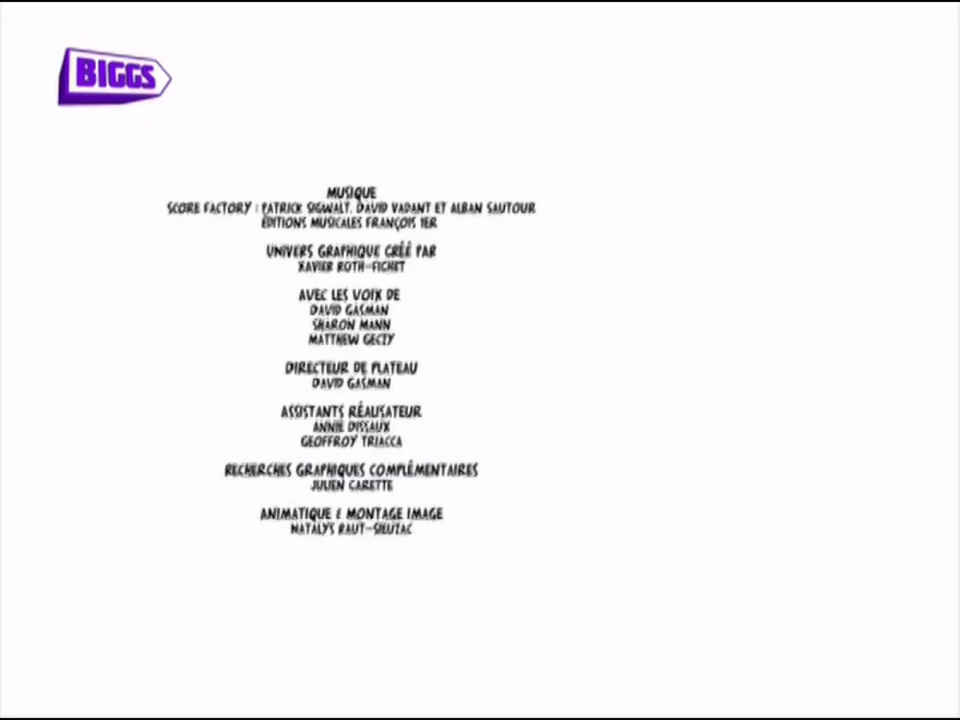 BIGGS
MUSIQUE
SCORE FACTORY : PATRICK SIGWALT, DAVID VADANT ET ALBAN SAUTOUR
ÉDITIONS MUSICALES FRANÇOIS 1ER
UNIVERS GRAPHIQUE CRÉÉ PAR
XAVIER ROTH-FICHET
AVEC LES VOIX DE
DAVID GASMAN
SHARON MANN
MATTHEW GECZY
DIRECTEUR DE PLATEAU
DAVID GASMAN
ASSISTANTS RÉALISATEUR
ANNIE DISSAUX
GEOFFROY TRIACCA
RECHERCHES GRAPHIQUES COMPLÉMENTAIRES
JULIEN CARETTE
ANIMATIQUE & MONTAGE IMAGE
NATALYS RAUT-SIEUZAC